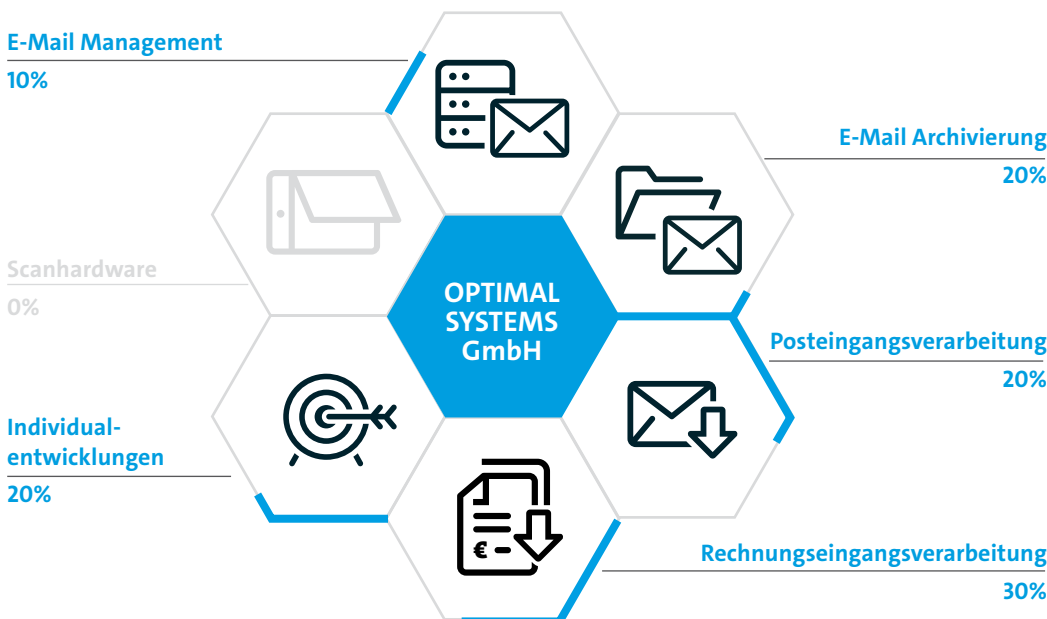 E-Mail Management
10%
E-Mail Archivierung
20%
Scanhardware
0%
OPTIMAL
SYSTEMS
GmbH
Posteingangsverarbeitung
20%
Individual-
entwicklungen
20%
€
Rechnungseingangsverarbeitung
30%